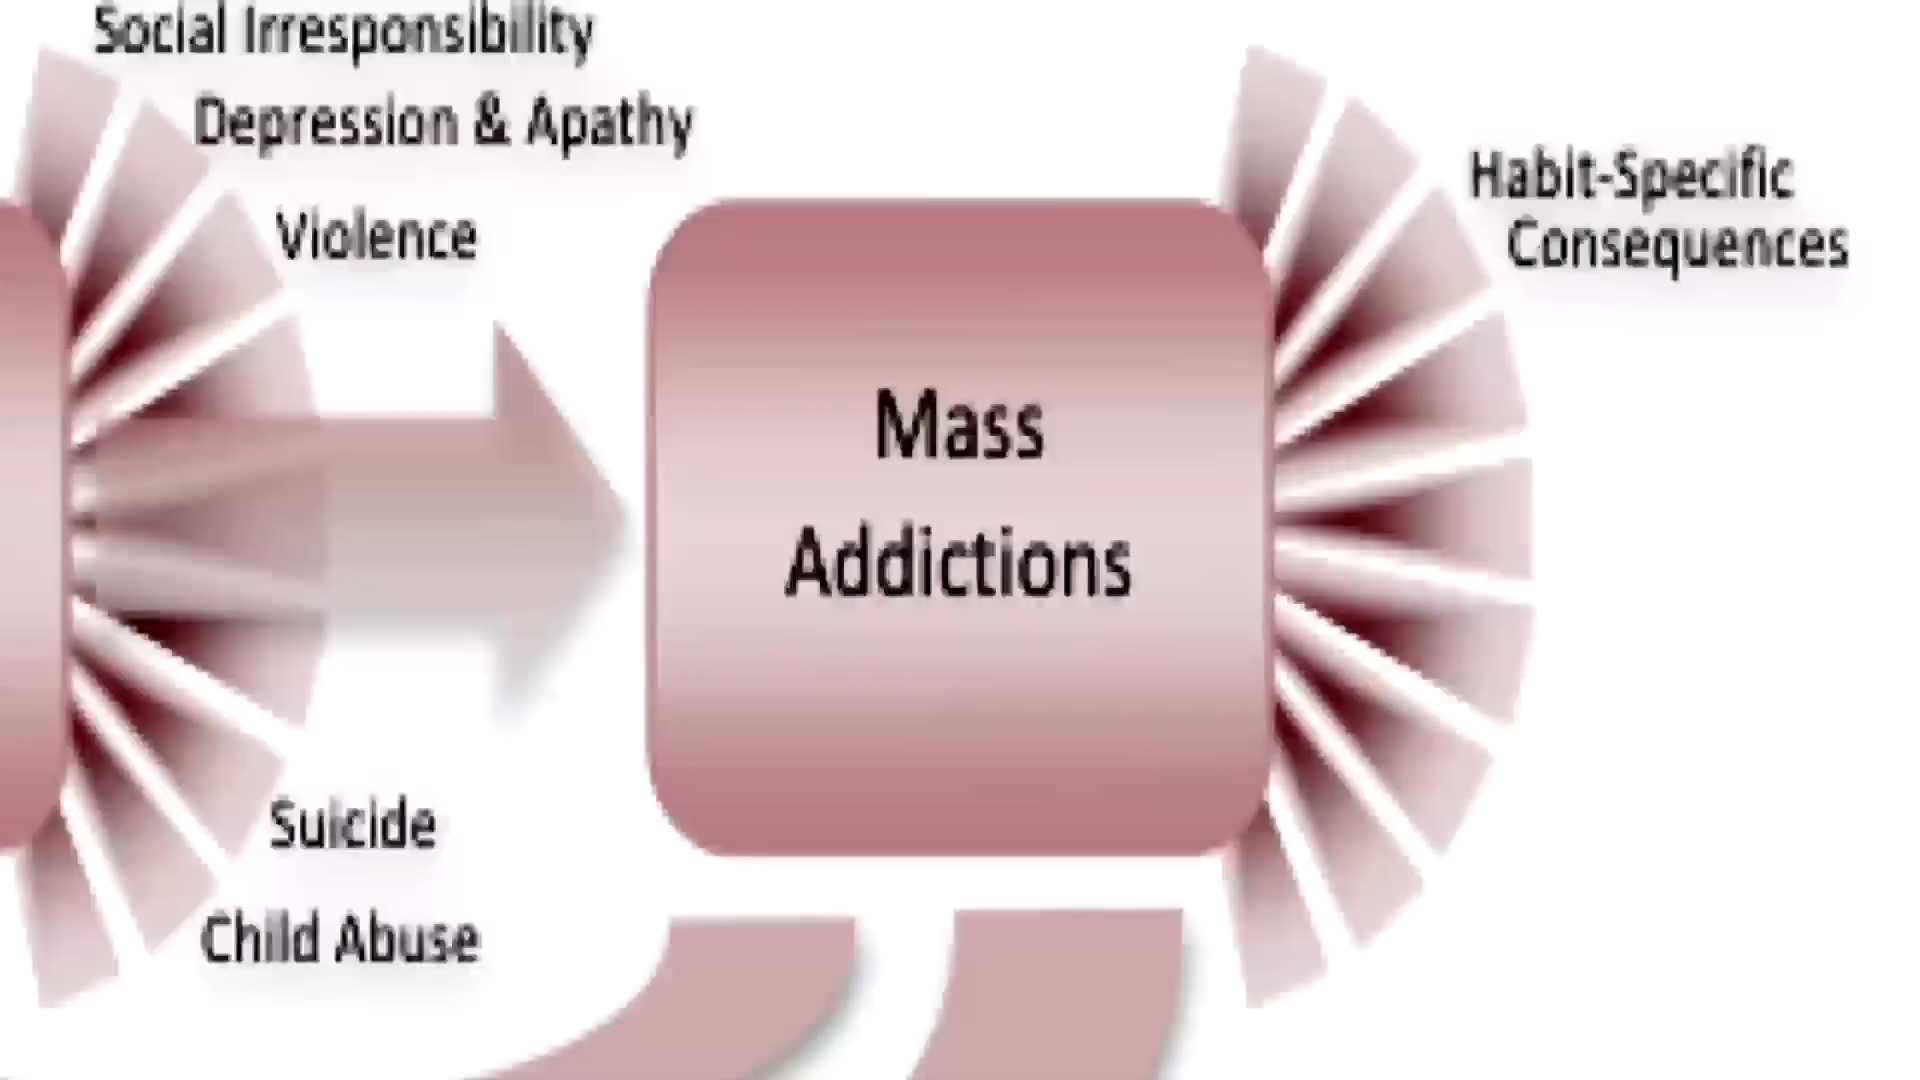 Social Irresponsibility
Depression & Apathy
Violence
Suicide
Child Abuse
Mass
Addictions
Habit-Specific
Consequences